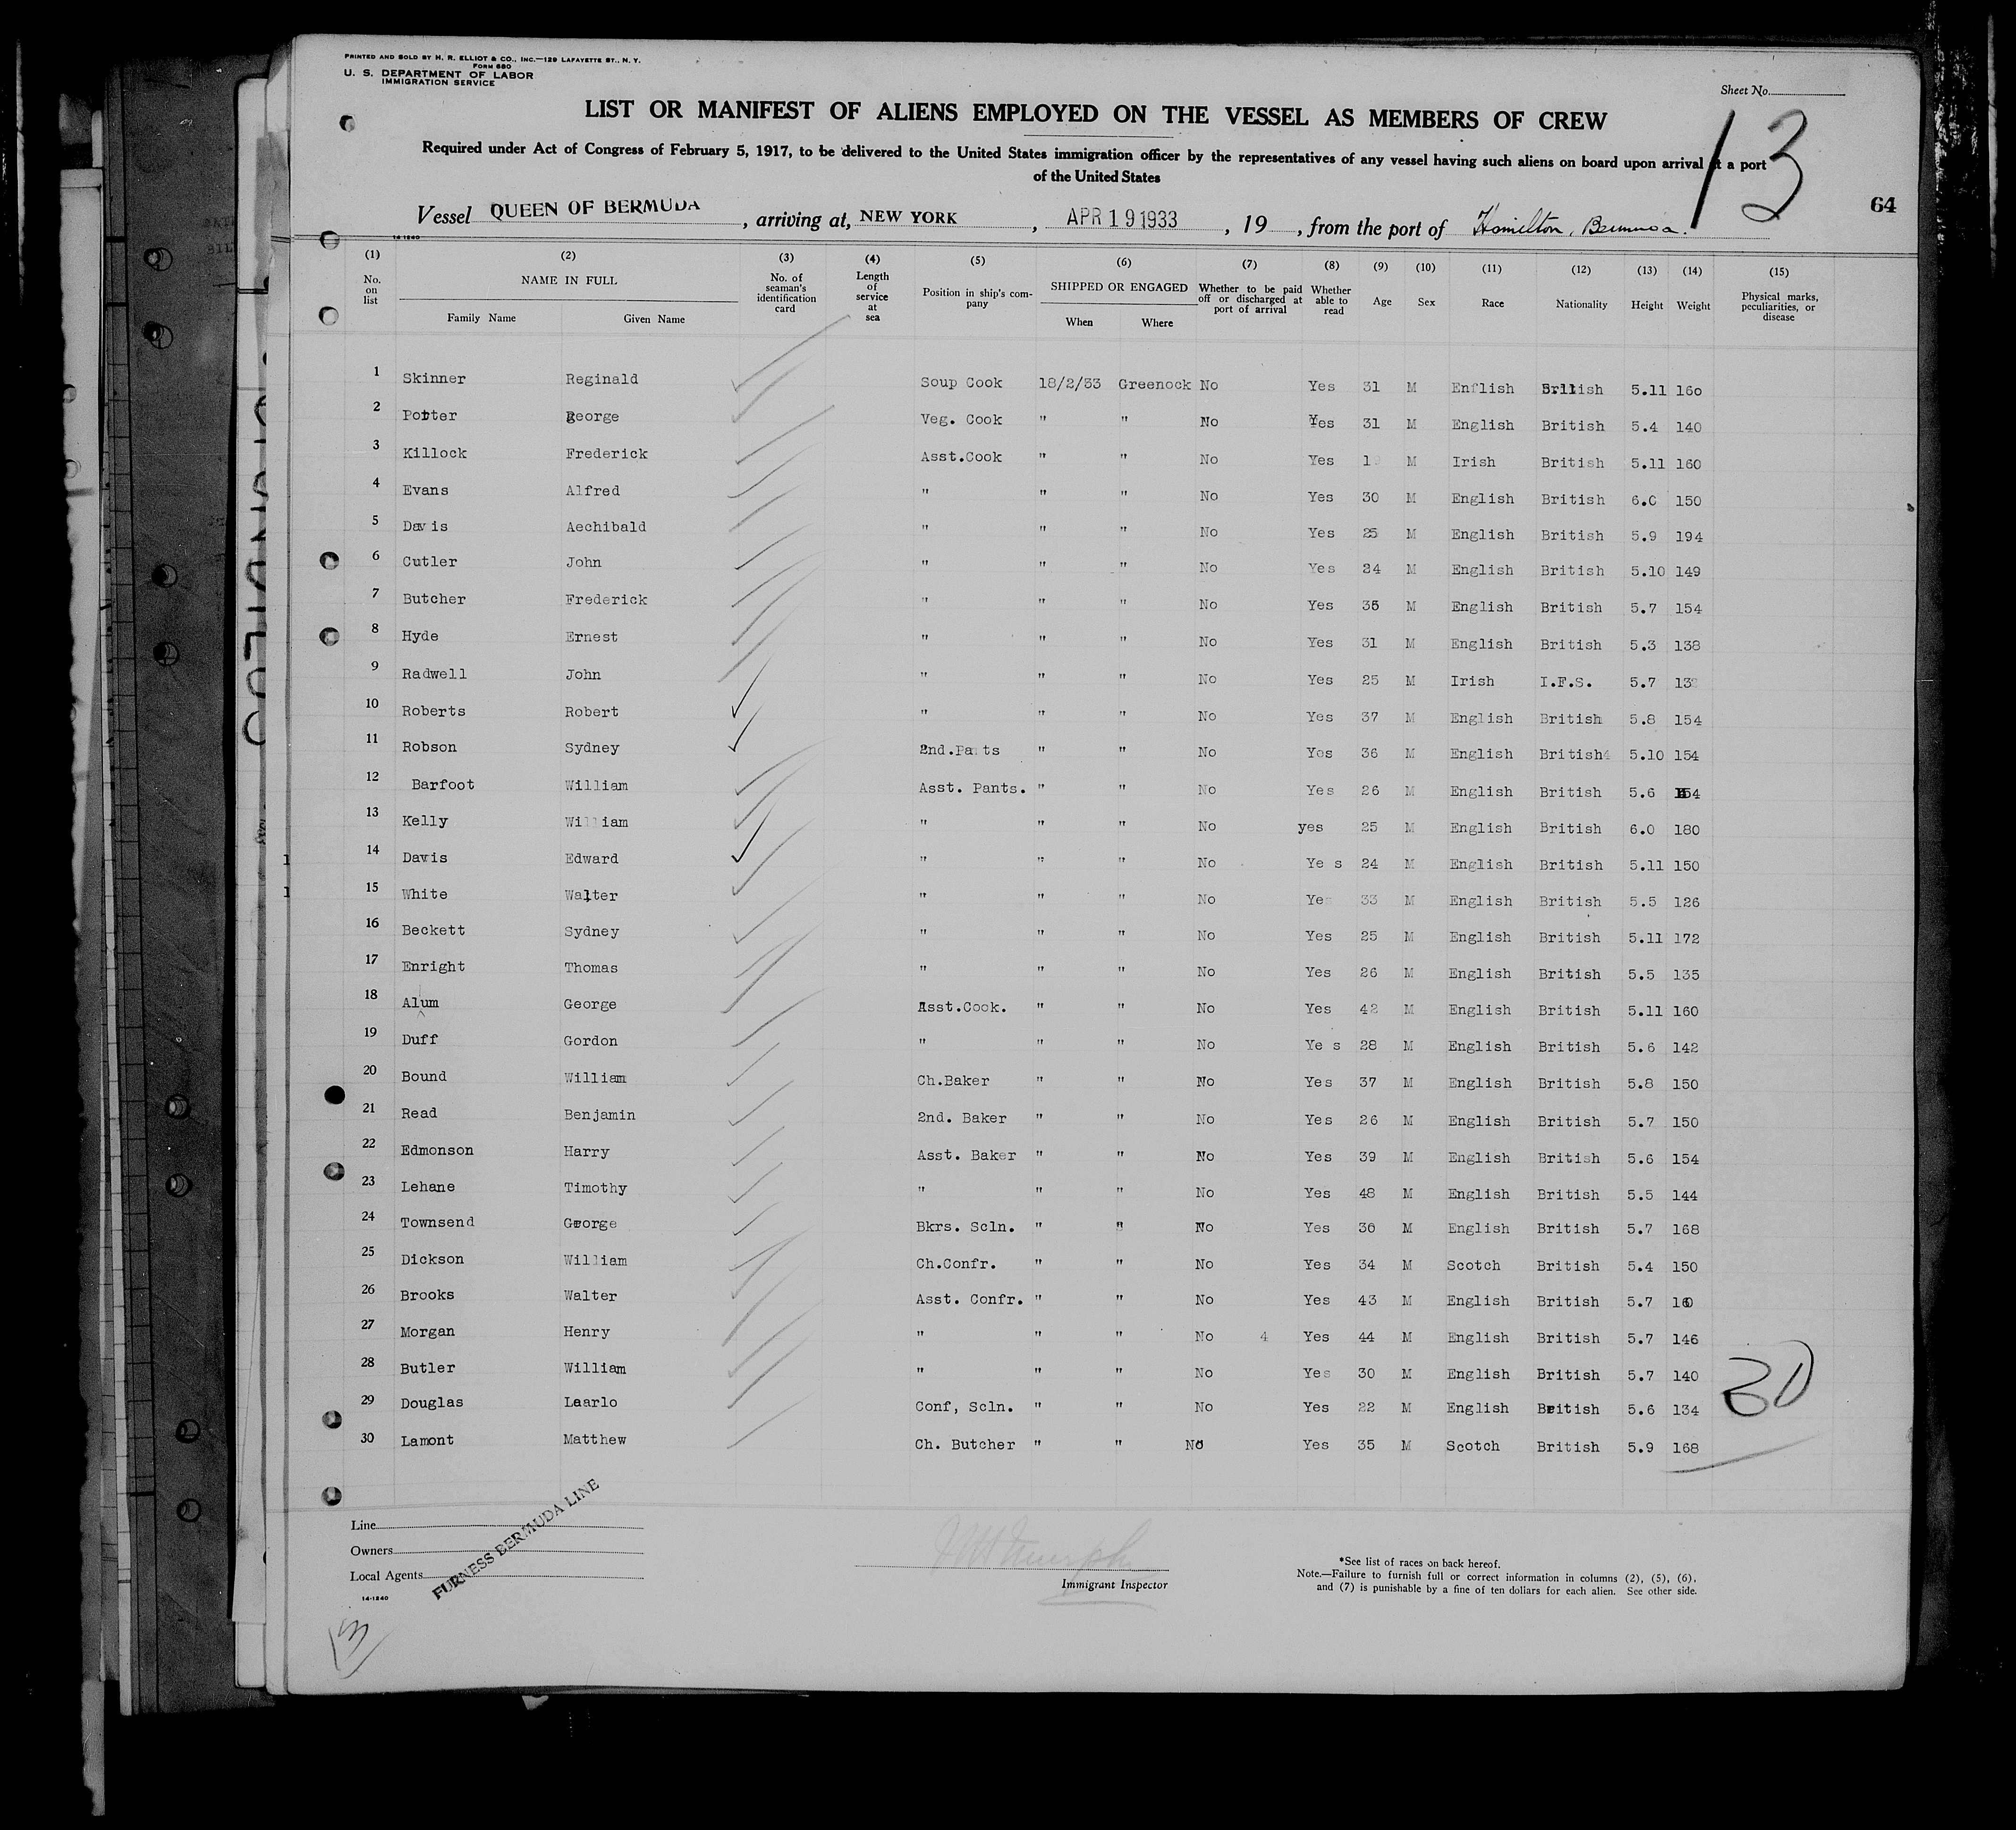 PRINTED AND SOLD BY H. R. ELLIOT & CO., INC.—129 LAFAYETTE ST., N. Y.
FORM 680
U. S. DEPARTMENT OF LABOR
IMMIGRATION SERVICE
Sheet No.
13
LIST OR MANIFEST OF ALIENS EMPLOYED ON THE VESSEL AS MEMBERS OF CREW
Required under Act of Congress of February 5, 1917, to be delivered to the United States immigration officer by the representatives of any vessel having such aliens on board upon arrival at a port
of the United States
64
Vessel QUEEN OF BERMUDA, arriving at, NEW YORK, APR 19 1933, 19 , from the port of Hamilton, Bermuda.
14-1240
(1) (2) (3) (4) (5) (6) (7) (8) (9) (10) (11) (12) (13) (14) (15)
No. on list NAME IN FULL Family Name Given Name No. of seaman's identification card Length of service at sea Position in ship's company SHIPPED OR ENGAGED When Where Whether to be paid off or discharged at port of arrival Whether able to read Age Sex Race Nationality Height Weight Physical marks, peculiarities, or disease
1 Skinner Reginald Soup Cook 18/2/33 Greenock No Yes 31 M Enflish British 5.11 160
2 Potter George Veg. Cook " " No Yes 31 M English British 5.4 140
3 Killock Frederick Asst.Cook " " No Yes 19 M Irish British 5.11 160
4 Evans Alfred " " " No Yes 30 M English British 6.0 150
5 Davis Aechibald " " " No Yes 25 M English British 5.9 194
6 Cutler John " " " No Yes 24 M English British 5.10 149
7 Butcher Frederick " " " No Yes 35 M English British 5.7 154
8 Hyde Ernest " " " No Yes 31 M English British 5.3 138
9 Radwell John " " " No Yes 25 M Irish I.F.S. 5.7
10 Roberts Robert " " " No Yes 37 M English British 5.8 154
11 Robson Sydney 2nd.Pa ts " " No Yes 36 M English British 5.10 154
12 Barfoot William Asst. Pants. " " No Yes 26 M English British 5.6 154
13 Kelly William " " " No yes 25 M English British 6.0 180
14 Davis Edward " " " No Ye s 24 M English British 5.11 150
15 White Walter " " " No Yes 33 M English British 5.5 126
16 Beckett Sydney " " " No Yes 25 M English British 5.11 172
17 Enright Thomas " " " No Yes 26 M English British 5.5 135
18 Alum George Asst.Cook. " " No Yes 42 M English British 5.11 160
19 Duff Gordon " " " No Ye s 28 M English British 5.6 142
20 Bound William Ch.Baker " " No Yes 37 M English British 5.8 150
21 Read Benjamin 2nd. Baker " " No Yes 26 M English British 5.7 150
22 Edmonson Harry Asst. Baker " " No Yes 39 M English British 5.6 154
23 Lehane Timothy " " " No Yes 48 M English British 5.5 144
24 Townsend George Bkrs. Scln. " " No Yes 36 M English British 5.7 168
25 Dickson William Ch.Confr. " " No Yes 34 M Scotch British 5.4 150
26 Brooks Walter Asst. Confr. " " No Yes 43 M English British 5.7 160
27 Morgan Henry " " " No 4 Yes 44 M English British 5.7 146
28 Butler William " " " No Yes 30 M English British 5.7 140
29 Douglas Laarlo Conf, Scln. " " No Yes 22 M English British 5.6 134
30 Lamont Matthew Ch. Butcher " " No Yes 35 M Scotch British 5.9 168
30
Line
Owners
Local Agents
FURNESS BERMUDA LINE
14-1240
Immigrant Inspector
*See list of races on back hereof.
Note.—Failure to furnish full or correct information in columns (2), (5), (6),
and (7) is punishable by a fine of ten dollars for each alien. See other side.
13